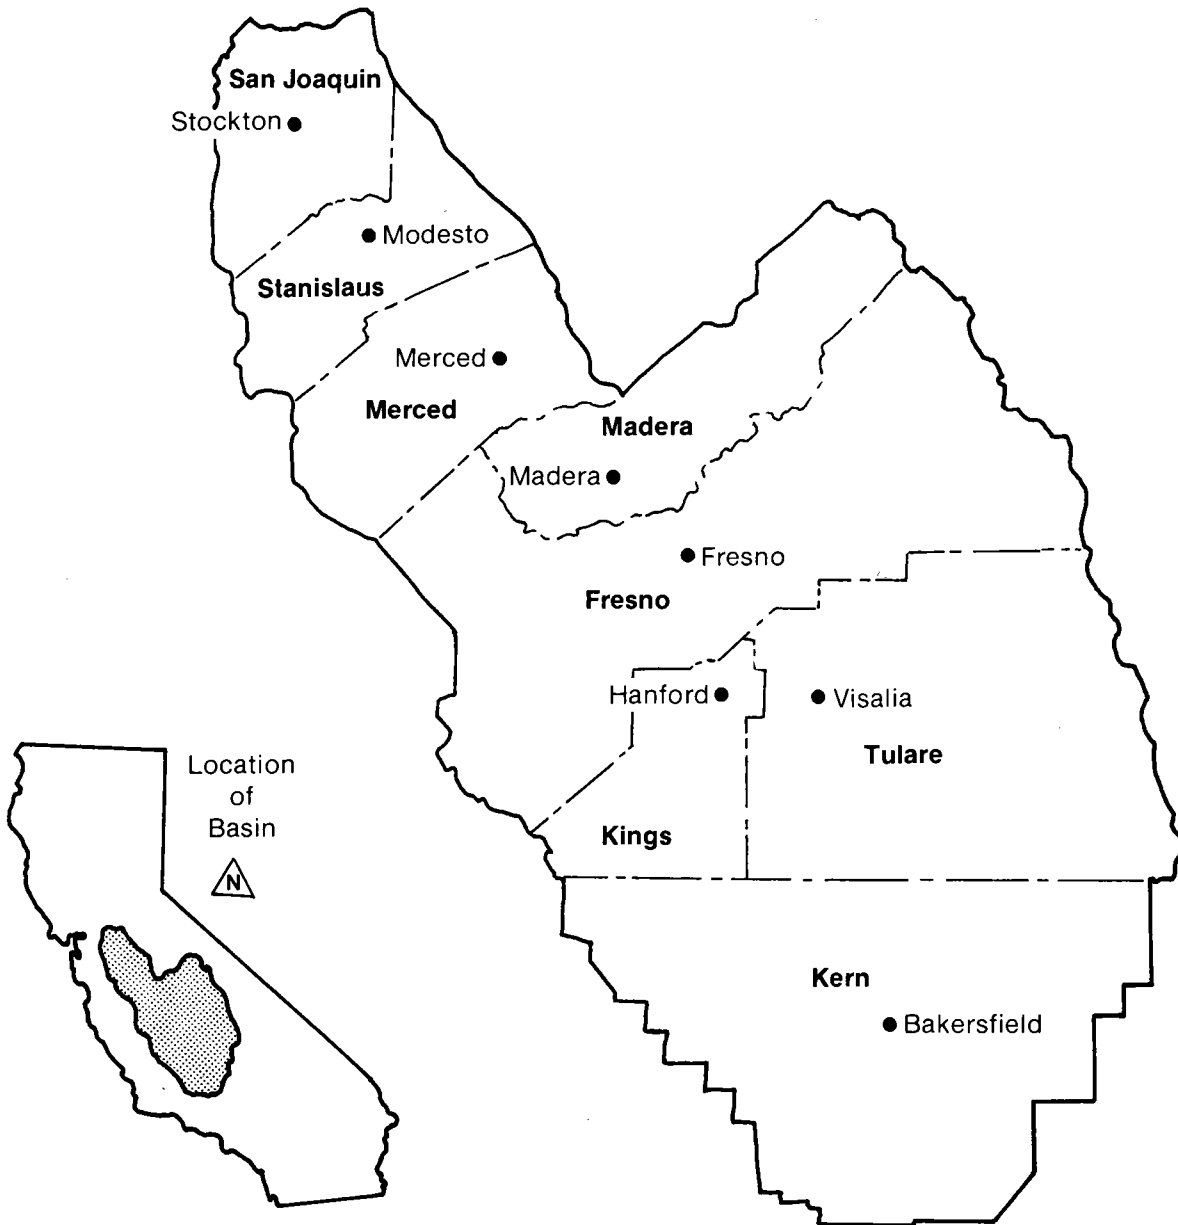 San Joaquin
Stockton
Modesto
Stanislaus
Merced
Merced
Madera
Madera
Fresno
Fresno
Hanford
Visalia
Tulare
Kings
Kern
Bakersfield
Location
of
Basin
N